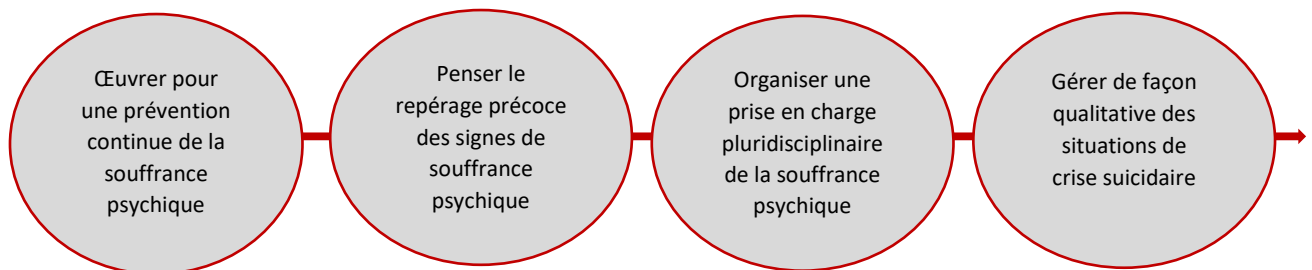 Œuvrer pour
une prévention
continue de la
souffrance
psychique
Penser le
repérage précoce
des signes de
souffrance
psychique
Organiser une
prise en charge
pluridisciplinaire
de la souffrance
psychique
Gérer de façon
qualitative des
situations de
crise suicidaire